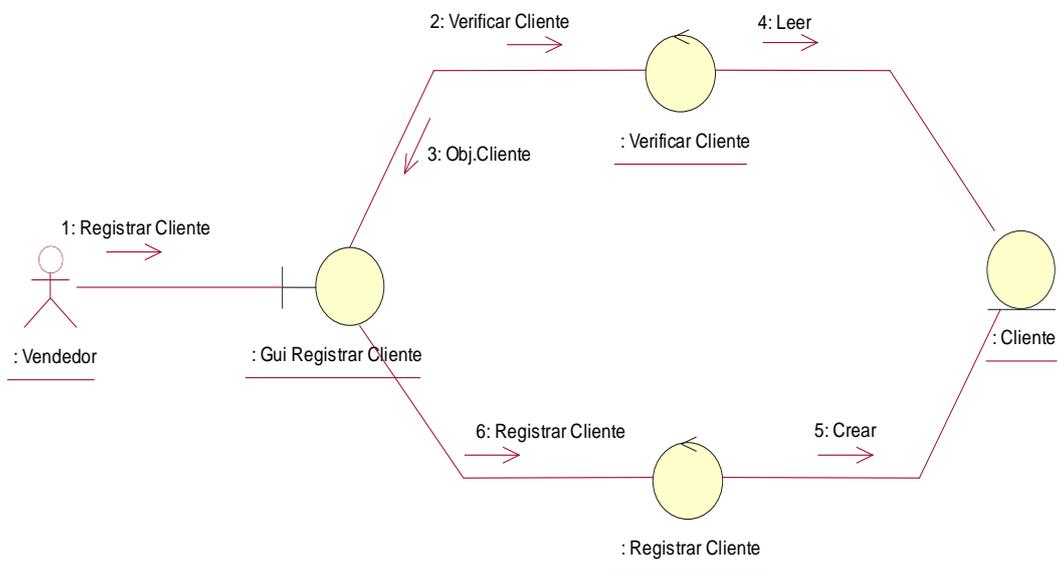 2: Verificar Cliente
4: Leer
: Verificar Cliente
3: Obj.Cliente
1: Registrar Cliente
: Vendedor
: Gui Registrar Cliente
: Cliente
6: Registrar Cliente
5: Crear
: Registrar Cliente